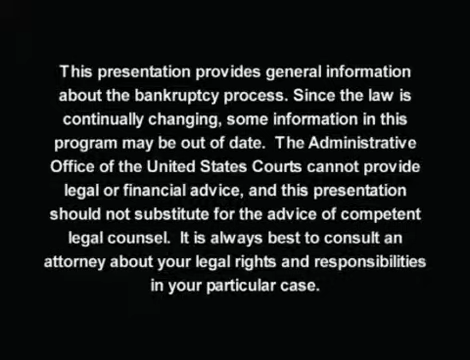 This presentation provides general information
about the bankruptcy process. Since the law is
continually changing, some information in this
program may be out of date.  The Administrative
Office of the United States Courts cannot provide
legal or financial advice, and this presentation
should not substitute for the advice of competent
legal counsel.  It is always best to consult an
attorney about your legal rights and responsibilities
in your particular case.